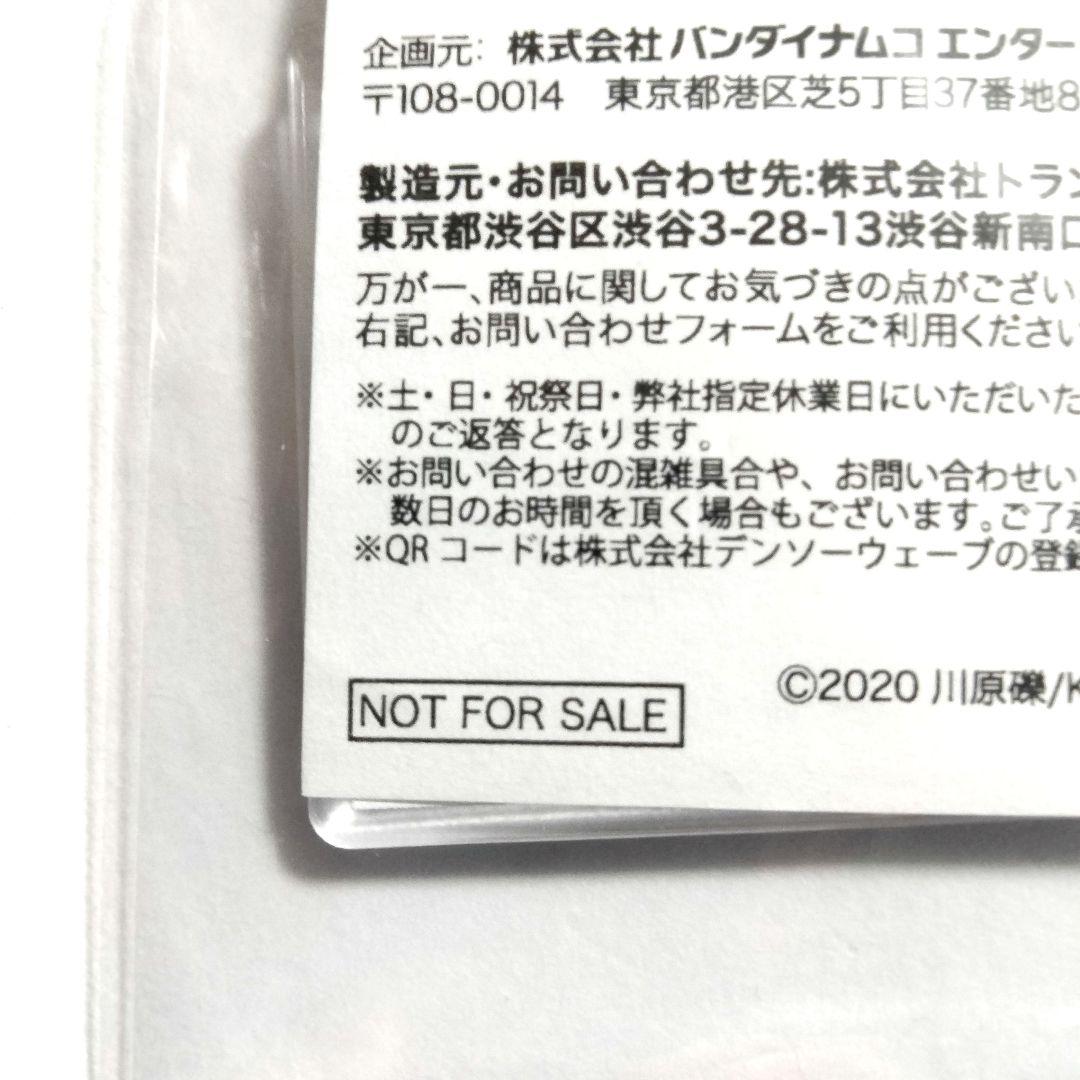 企画元: 株式会社 バンダイナムコ エンター
〒108-0014 東京都港区芝5丁目37番地8
製造元・お問い合わせ先:株式会社トラン
東京都渋谷区渋谷3-28-13渋谷新南口
万が一、商品に関してお気づきの点がござい
右記、お問い合わせフォームをご利用ください
※土・日・祝祭日・弊社指定休業日にいただいた
のご返答となります。
※お問い合わせの混雑具合や、お問い合わせい
数日のお時間を頂く場合もございます。ご了承
※QRコードは株式会社デンソーウェーブの登録
©2020 川原礫/K
NOT FOR SALE